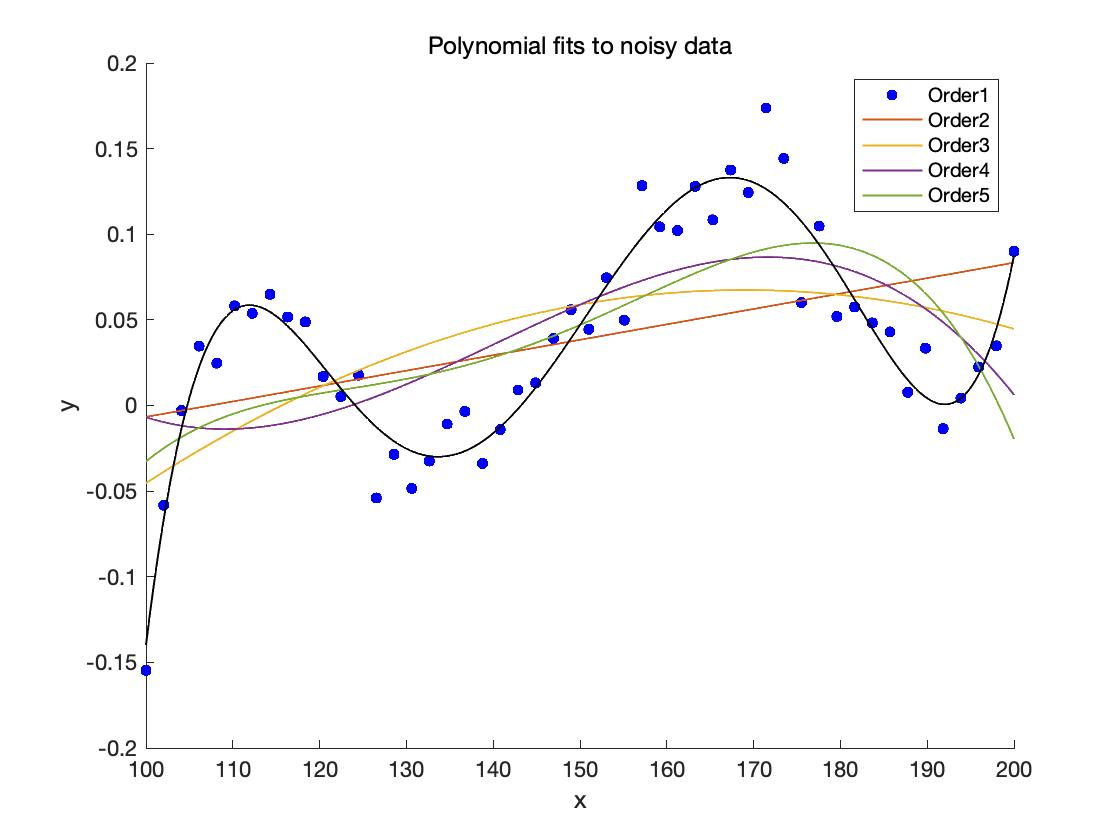 Polynomial fits to noisy data
0.2
0.15
0.1
0.05
0
-0.05
-0.1
-0.15
-0.2
y
Order1
Order2
Order3
Order4
Order5
100 110 120 130 140 150 160 170 180 190 200
x